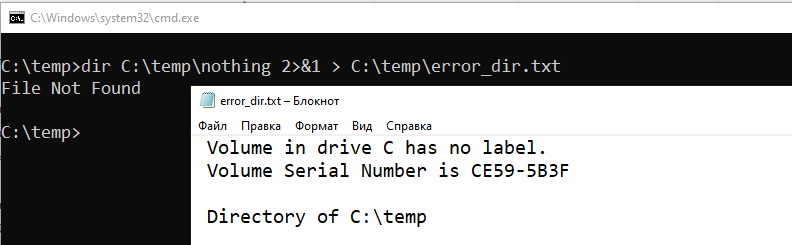 C:\Windows\system32\cmd.exe
C:\temp>dir C:\temp\nothing 2>&1 > C:\temp\error_dir.txt
File Not Found
C:\temp>
error_dir.txt – Блокнот
Файл Правка Формат Вид Справка
Volume in drive C has no label.
Volume Serial Number is CE59-5B3F
Directory of C:\temp